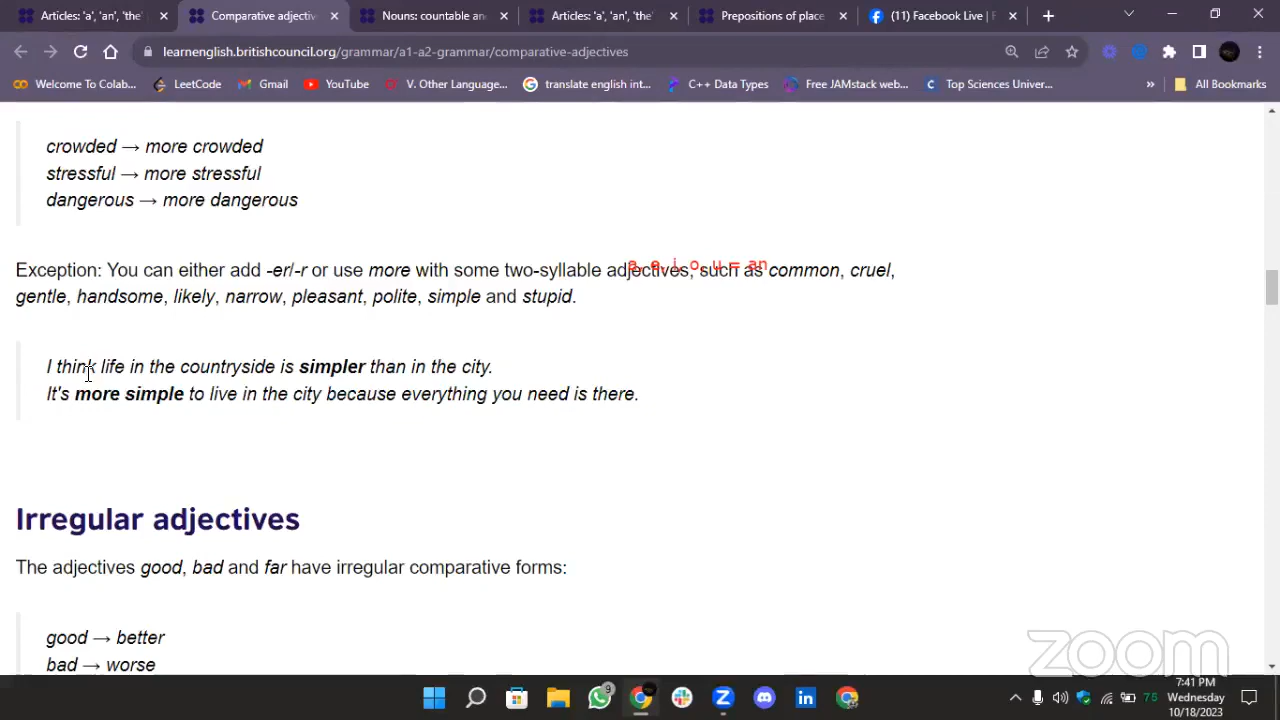 Articles: 'a', 'an', 'the'
Comparative adjectiv
Nouns: countable an
Articles: 'a', 'an', 'the'
Prepositions of place
(11) Facebook Live | F
learnenglish.britishcouncil.org/grammar/a1-a2-grammar/comparative-adjectives
Welcome To Colab...
LeetCode
Gmail
YouTube
V. Other Language...
translate english int...
C++ Data Types
Free JAMstack web...
Top Sciences Univer...
»
All Bookmarks
crowded → more crowded
stressful → more stressful
dangerous → more dangerous
Exception: You can either add -er/-r or use more with some two-syllable adjectives, such as common, cruel,
a, e, i, o, u = an
gentle, handsome, likely, narrow, pleasant, polite, simple and stupid.
I think life in the countryside is simpler than in the city.
It's more simple to live in the city because everything you need is there.
Irregular adjectives
The adjectives good, bad and far have irregular comparative forms:
good → better
bad → worse
zoom
9
75
7:41 PM
Wednesday
10/18/2023